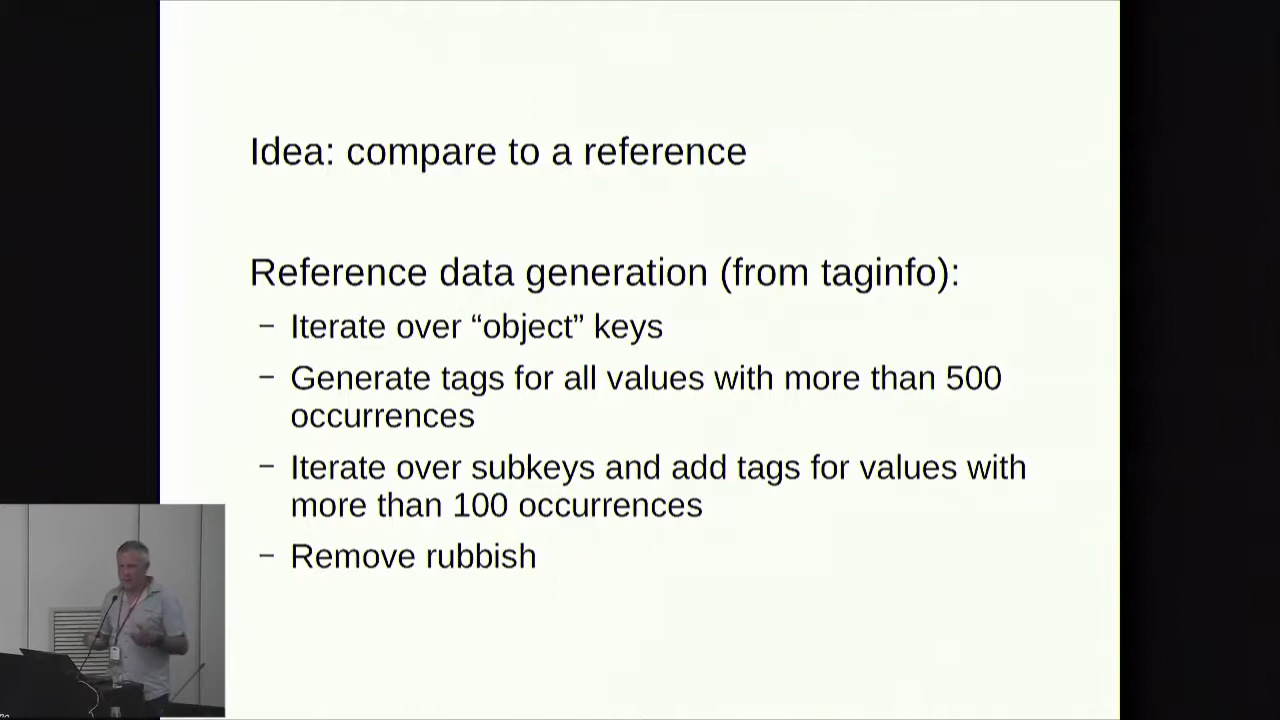 Idea: compare to a reference
Reference data generation (from taginfo):
– Iterate over “object” keys
– Generate tags for all values with more than 500
occurrences
– Iterate over subkeys and add tags for values with
more than 100 occurrences
– Remove rubbish